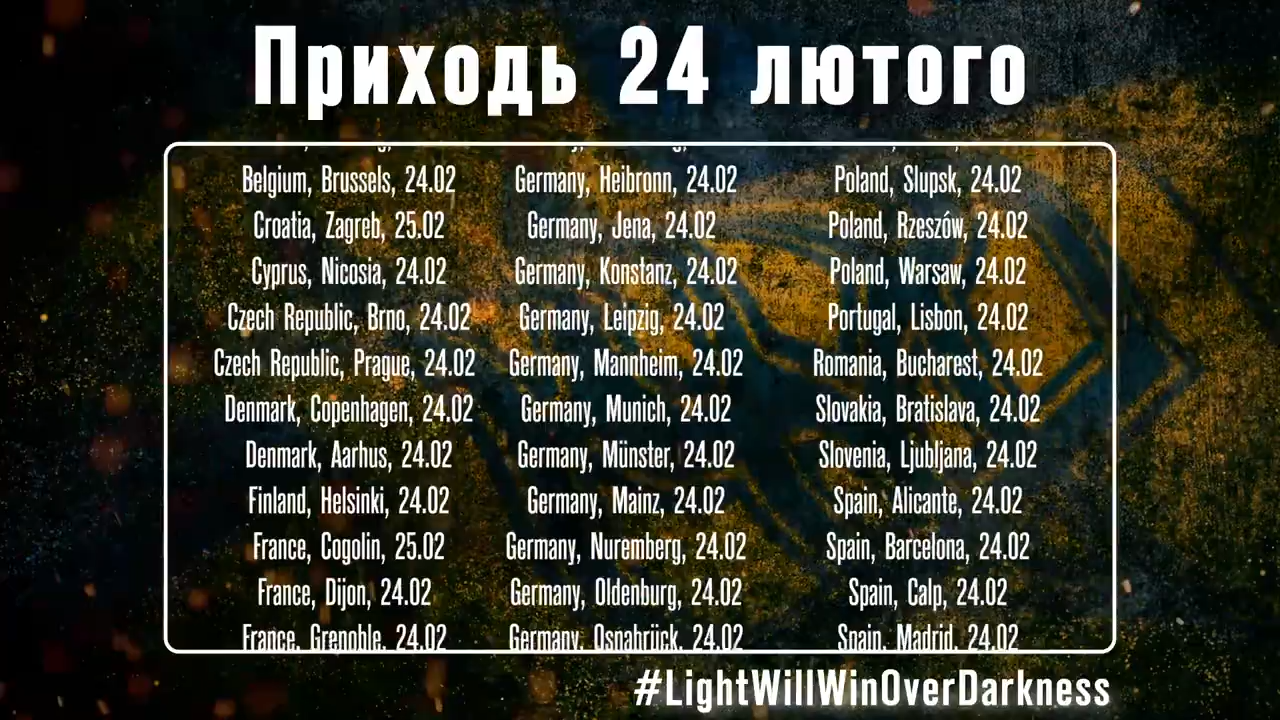 Приходь 24 лютого
Belgium, Brussels, 24.02
Croatia, Zagreb, 25.02
Cyprus, Nicosia, 24.02
Czech Republic, Brno, 24.02
Czech Republic, Prague, 24.02
Denmark, Copenhagen, 24.02
Denmark, Aarhus, 24.02
Finland, Helsinki, 24.02
France, Cogolin, 25.02
France, Dijon, 24.02
France, Grenoble, 24.02
Germany, Heibronn, 24.02
Germany, Jena, 24.02
Germany, Konstanz, 24.02
Germany, Leipzig, 24.02
Germany, Mannheim, 24.02
Germany, Munich, 24.02
Germany, Münster, 24.02
Germany, Mainz, 24.02
Germany, Nuremberg, 24.02
Germany, Oldenburg, 24.02
Germany, Osnabrück, 24.02
Poland, Slupsk, 24.02
Poland, Rzeszów, 24.02
Poland, Warsaw, 24.02
Portugal, Lisbon, 24.02
Romania, Bucharest, 24.02
Slovakia, Bratislava, 24.02
Slovenia, Ljubljana, 24.02
Spain, Alicante, 24.02
Spain, Barcelona, 24.02
Spain, Calp, 24.02
Spain, Madrid, 24.02
#LightWillWinOverDarkness